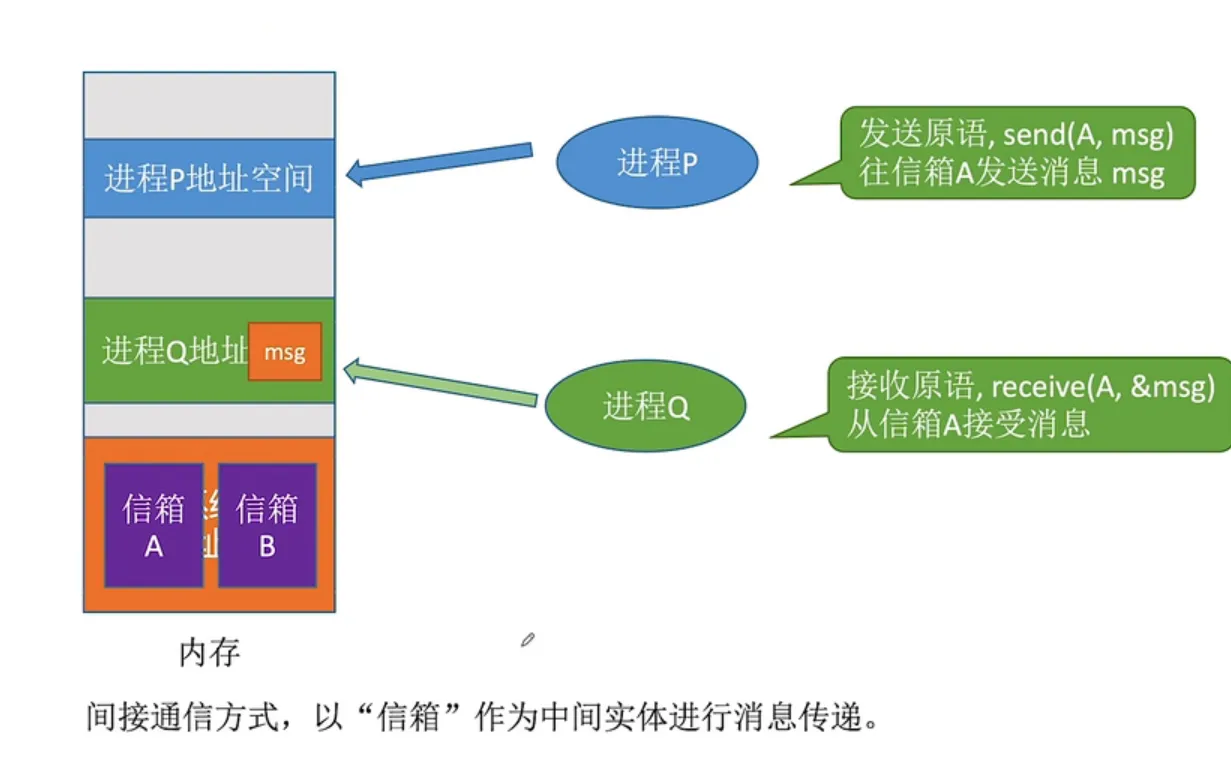 进程P地址空间
进程P
发送原语, send(A, msg)
往信箱A发送消息 msg
进程Q地址
msg
进程Q
接收原语, receive(A, &msg)
从信箱A接受消息
信箱
A
信箱
B
内存
间接通信方式，以“信箱”作为中间实体进行消息传递。